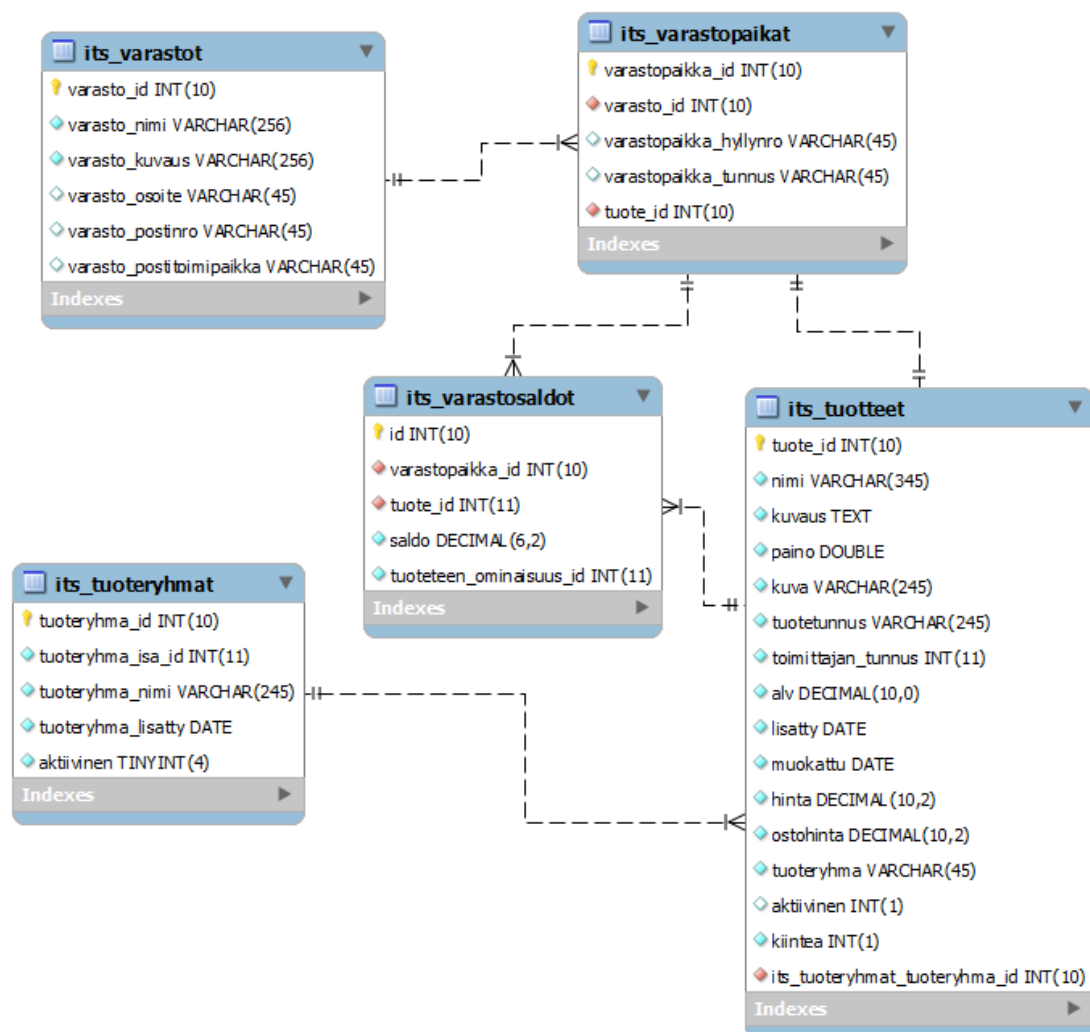 its_varastot
varasto_id INT(10)
varasto_nimi VARCHAR(256)
varasto_kuvaus VARCHAR(256)
varasto_osoite VARCHAR(45)
varasto_postinro VARCHAR(45)
varasto_postitoimipaikka VARCHAR(45)
Indexes
its_varastopaikat
varastopaikka_id INT(10)
varasto_id INT(10)
varastopaikka_hyllynro VARCHAR(45)
varastopaikka_tunnus VARCHAR(45)
tuote_id INT(10)
Indexes
its_varastosaldot
id INT(10)
varastopaikka_id INT(10)
tuote_id INT(11)
saldo DECIMAL(6,2)
tuoteteen_ominaisuus_id INT(11)
Indexes
its_tuotteet
tuote_id INT(10)
nimi VARCHAR(345)
kuvaus TEXT
paino DOUBLE
kuva VARCHAR(245)
tuotetunnus VARCHAR(245)
toimittajan_tunnus INT(11)
alv DECIMAL(10,0)
lisatty DATE
muokattu DATE
hinta DECIMAL(10,2)
ostohinta DECIMAL(10,2)
tuoteryhma VARCHAR(45)
aktiivinen INT(1)
kiintea INT(1)
its_tuoteryhmat_tuoteryhma_id INT(10)
Indexes
its_tuoteryhmat
tuoteryhma_id INT(10)
tuoteryhma_isa_id INT(11)
tuoteryhma_nimi VARCHAR(245)
tuoteryhma_lisatty DATE
aktiivinen TINYINT(4)
Indexes